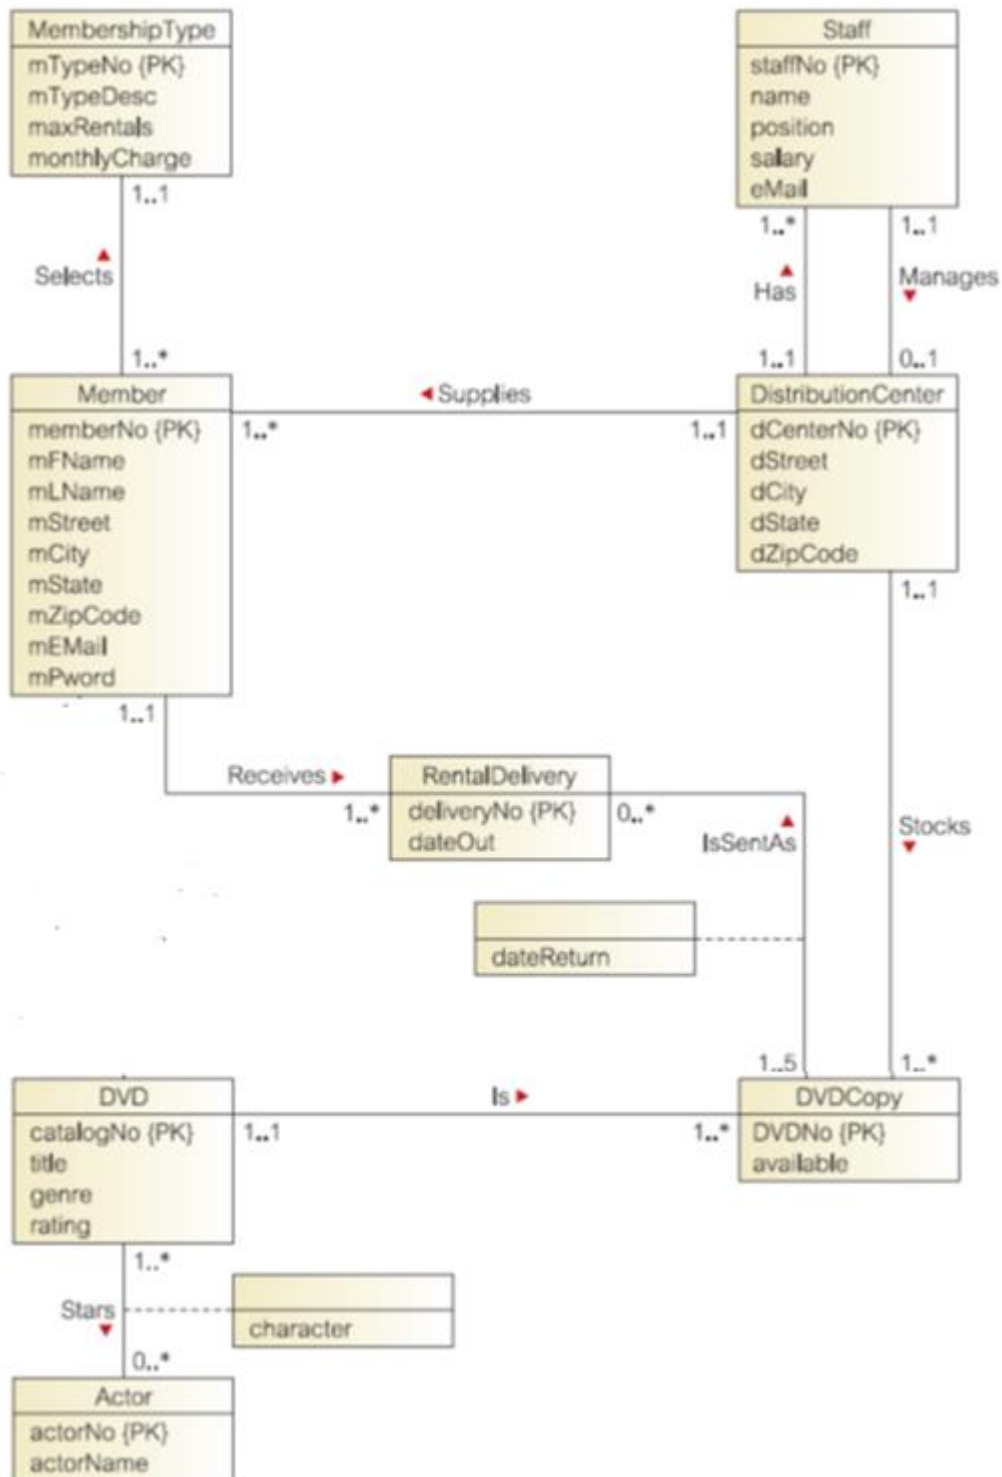 MembershipType
mTypeNo {PK}
mTypeDesc
maxRentals
monthlyCharge
1..1
Selects
1..*
Staff
staffNo {PK}
name
position
salary
eMail
1..*
1..1
Has
Manages
1..1
0..1
Member
memberNo {PK}
mFName
mLName
mStreet
mCity
mState
mZipCode
mEMail
mPword
Supplies
1..*
1..1
DistributionCenter
dCenterNo {PK}
dStreet
dCity
dState
dZipCode
1..1
1..1
Receives
1..*
RentalDelivery
deliveryNo {PK}
dateOut
0..*
IsSentAs
Stocks
dateReturn
1..5
1..*
DVD
catalogNo {PK}
title
genre
rating
Is
1..1
1..*
DVDCopy
DVDNo {PK}
available
1..*
Stars
character
0..*
Actor
actorNo {PK}
actorName